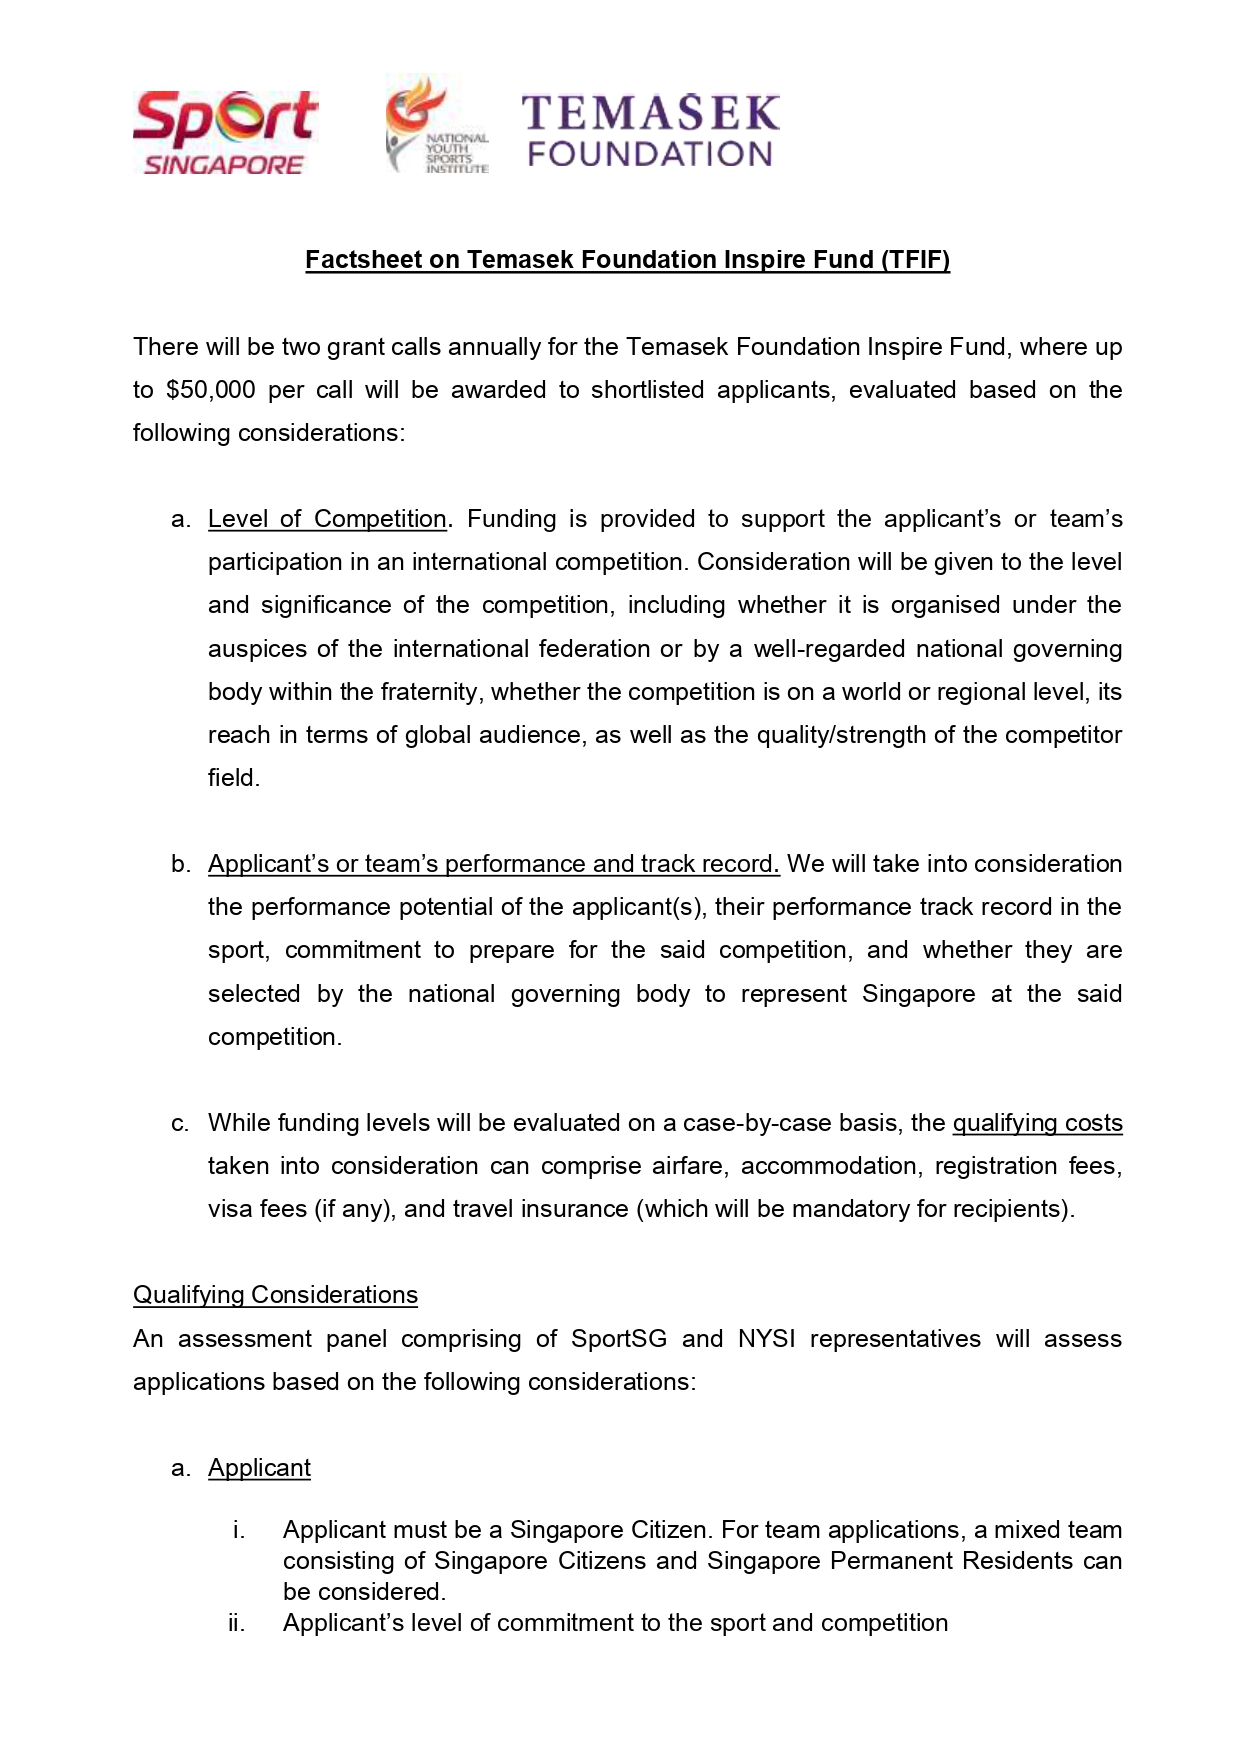 Sport
SINGAPORE
NATIONAL
YOUTH
SPORTS
INSTITUTE
TEMASEK
FOUNDATION
Factsheet on Temasek Foundation Inspire Fund (TFIF)
There will be two grant calls annually for the Temasek Foundation Inspire Fund, where up
to $50,000 per call will be awarded to shortlisted applicants, evaluated based on the
following considerations:
a. Level of Competition. Funding is provided to support the applicant’s or team’s
participation in an international competition. Consideration will be given to the level
and significance of the competition, including whether it is organised under the
auspices of the international federation or by a well-regarded national governing
body within the fraternity, whether the competition is on a world or regional level, its
reach in terms of global audience, as well as the quality/strength of the competitor
field.
b. Applicant’s or team’s performance and track record. We will take into consideration
the performance potential of the applicant(s), their performance track record in the
sport, commitment to prepare for the said competition, and whether they are
selected by the national governing body to represent Singapore at the said
competition.
c. While funding levels will be evaluated on a case-by-case basis, the qualifying costs
taken into consideration can comprise airfare, accommodation, registration fees,
visa fees (if any), and travel insurance (which will be mandatory for recipients).
Qualifying Considerations
An assessment panel comprising of SportSG and NYSI representatives will assess
applications based on the following considerations:
a. Applicant
i. Applicant must be a Singapore Citizen. For team applications, a mixed team
consisting of Singapore Citizens and Singapore Permanent Residents can
be considered.
ii. Applicant’s level of commitment to the sport and competition